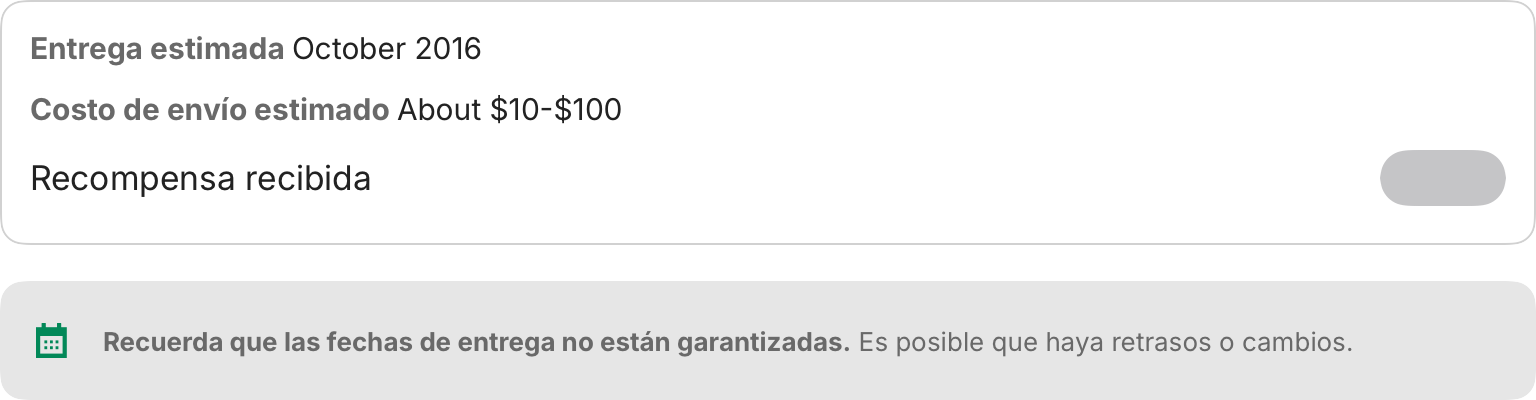 Entrega estimada October 2016
Costo de envío estimado About $10-$100
Recompensa recibida
Recuerda que las fechas de entrega no están garantizadas. Es posible que haya retrasos o cambios.